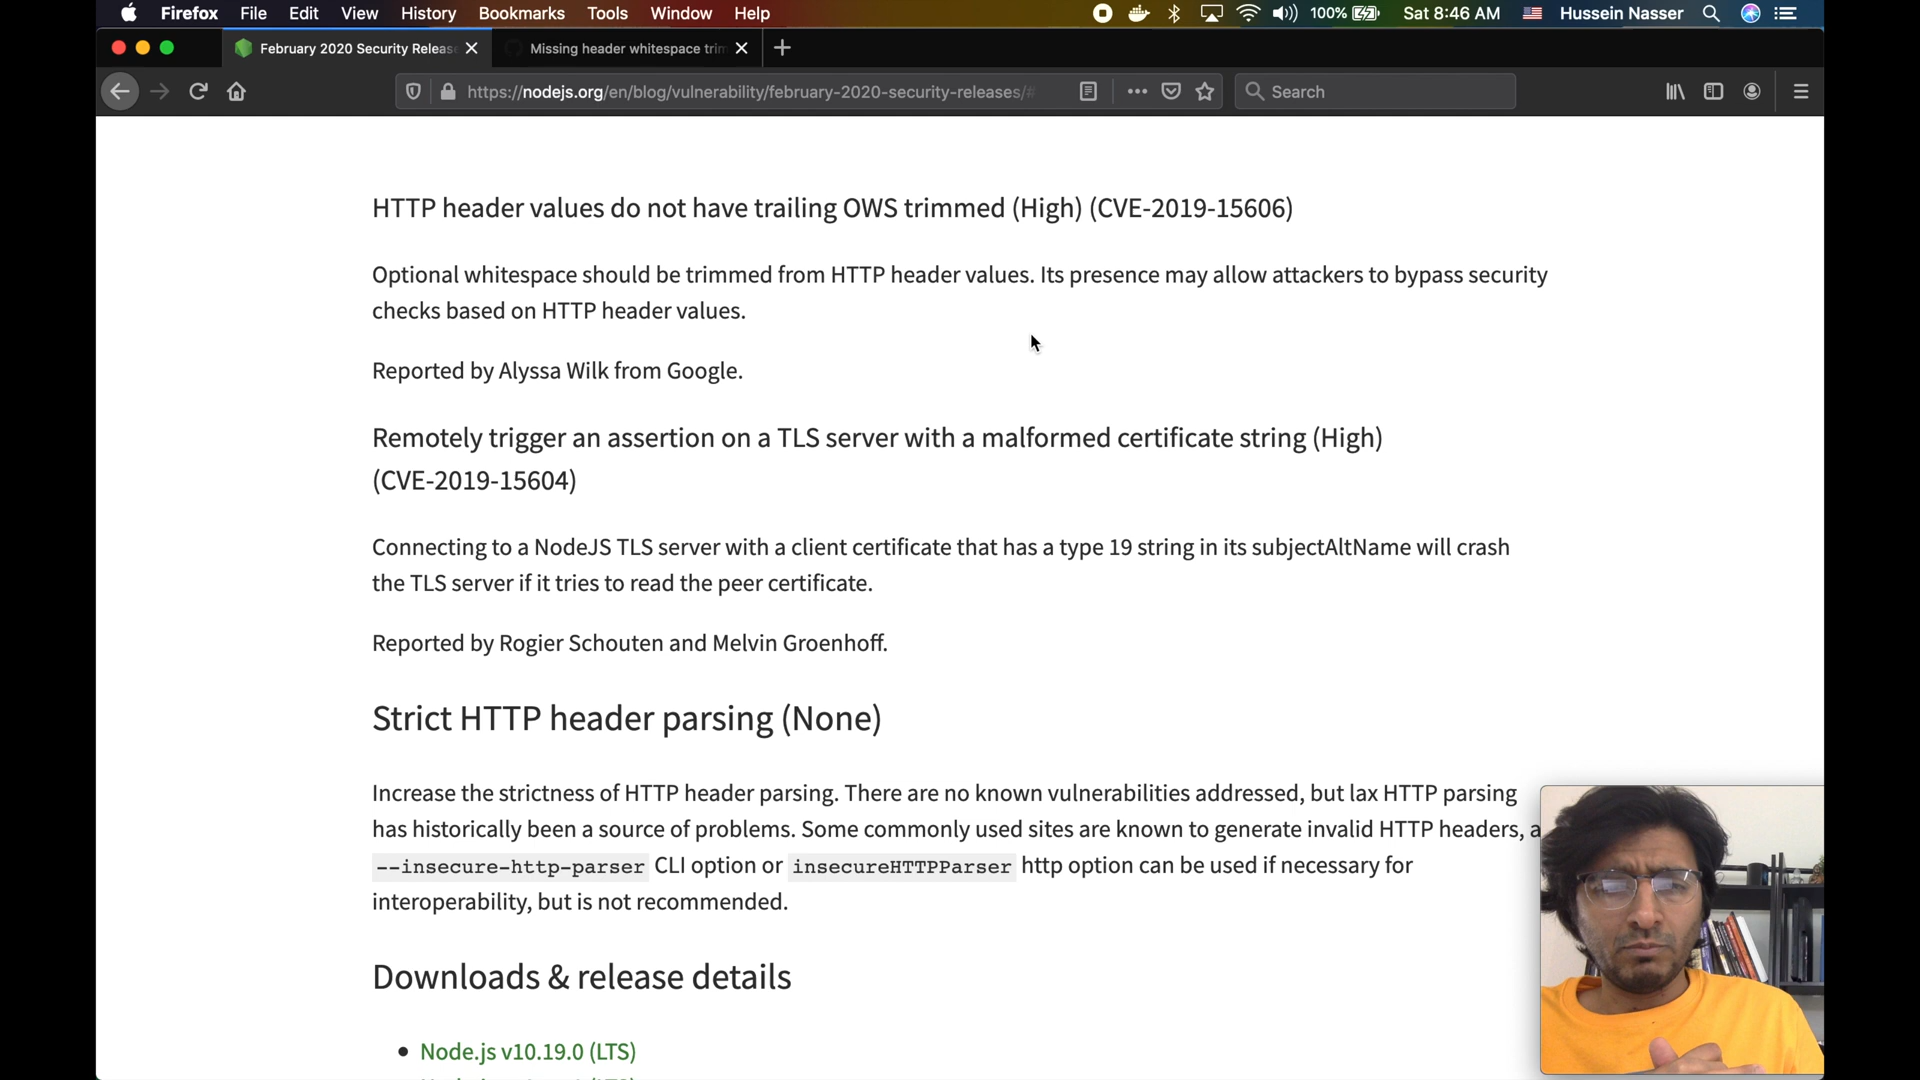 Firefox File Edit View History Bookmarks Tools Window Help 100% Sat 8:46 AM Hussein Nasser
February 2020 Security Releas Missing header whitespace trim
https://nodejs.org/en/blog/vulnerability/february-2020-security-releases/# Search
HTTP header values do not have trailing OWS trimmed (High) (CVE-2019-15606)
Optional whitespace should be trimmed from HTTP header values. Its presence may allow attackers to bypass security
checks based on HTTP header values.
Reported by Alyssa Wilk from Google.
Remotely trigger an assertion on a TLS server with a malformed certificate string (High)
(CVE-2019-15604)
Connecting to a NodeJS TLS server with a client certificate that has a type 19 string in its subjectAltName will crash
the TLS server if it tries to read the peer certificate.
Reported by Rogier Schouten and Melvin Groenhoff.
Strict HTTP header parsing (None)
Increase the strictness of HTTP header parsing. There are no known vulnerabilities addressed, but lax HTTP parsing
has historically been a source of problems. Some commonly used sites are known to generate invalid HTTP headers, a
--insecure-http-parser CLI option or insecureHTTPParser http option can be used if necessary for
interoperability, but is not recommended.
Downloads & release details
Node.js v10.19.0 (LTS)